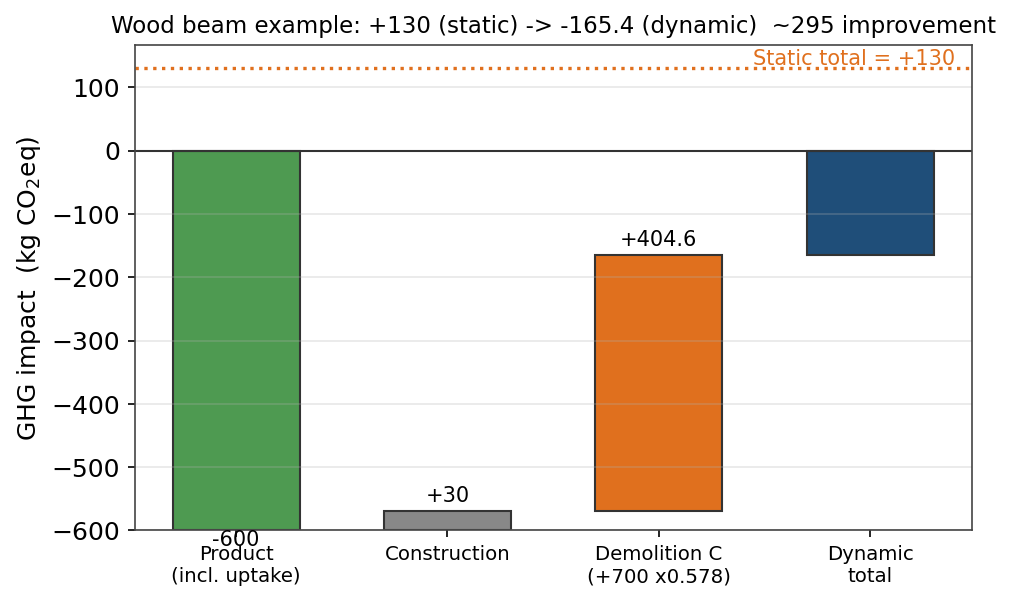 Wood beam example: +130 (static) -> -165.4 (dynamic)  ~295 improvement
Static total = +130
GHG impact  (kg CO₂eq)
100
0
−100
−200
−300
−400
−500
−600
+404.6
+30
-600
Product
(incl. uptake)
Construction
Demolition C
(+700 x0.578)
Dynamic
total